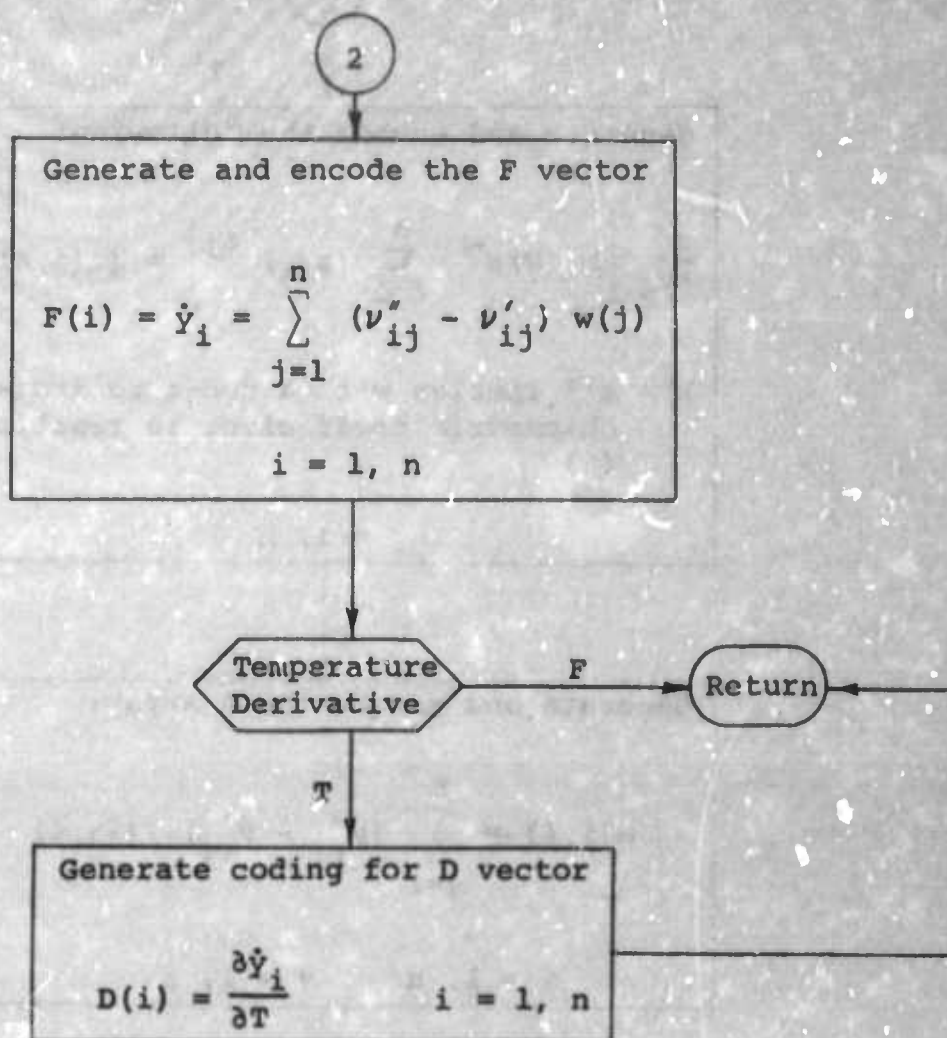 2
Generate and encode the F vector
n
F(i) = ẏ_i = ∑ (ν″_ij - ν′_ij) w(j)
j=1
i = 1, n
Temperature
Derivative
F
Return
T
Generate coding for D vector
D(i) = ∂ẏ_i/∂T i = 1, n